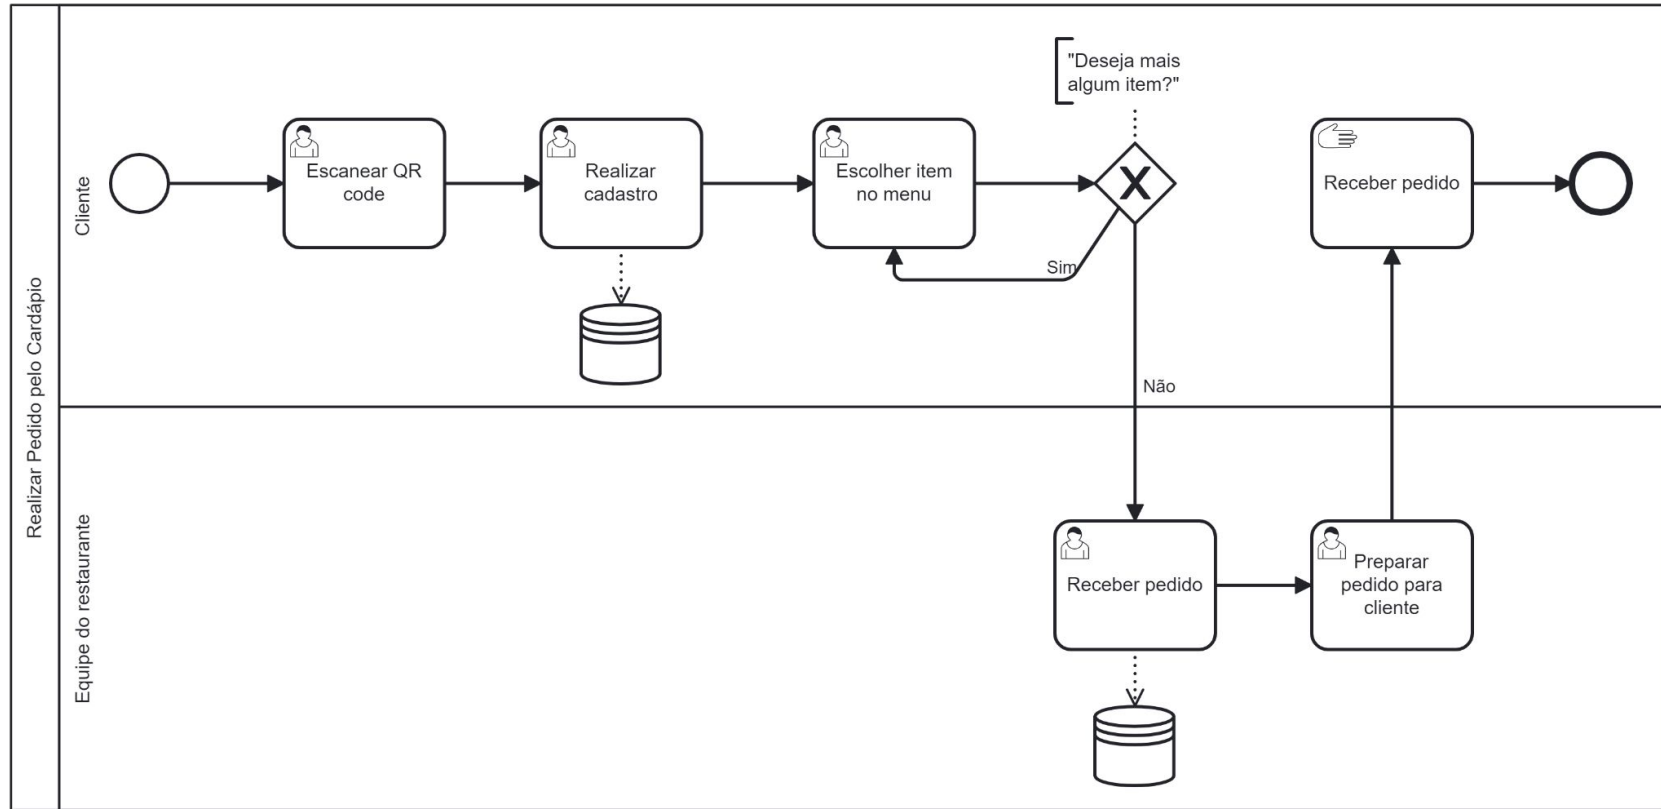 Realizar Pedido pelo Cardápio
Cliente
Escanear QR
code
Realizar
cadastro
Escolher item
no menu
"Deseja mais
algum item?"
Sim
Não
Receber pedido
Equipe do restaurante
Receber pedido
Preparar
pedido para
cliente